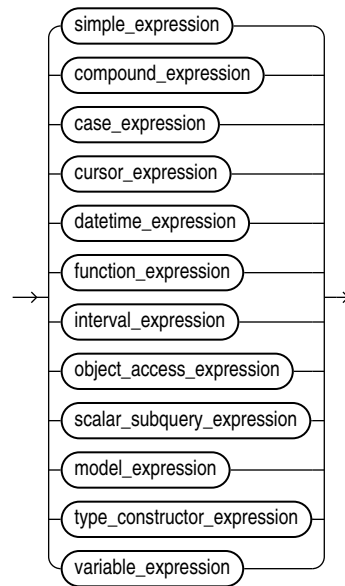 simple_expression
compound_expression
case_expression
cursor_expression
datetime_expression
function_expression
interval_expression
object_access_expression
scalar_subquery_expression
model_expression
type_constructor_expression
variable_expression